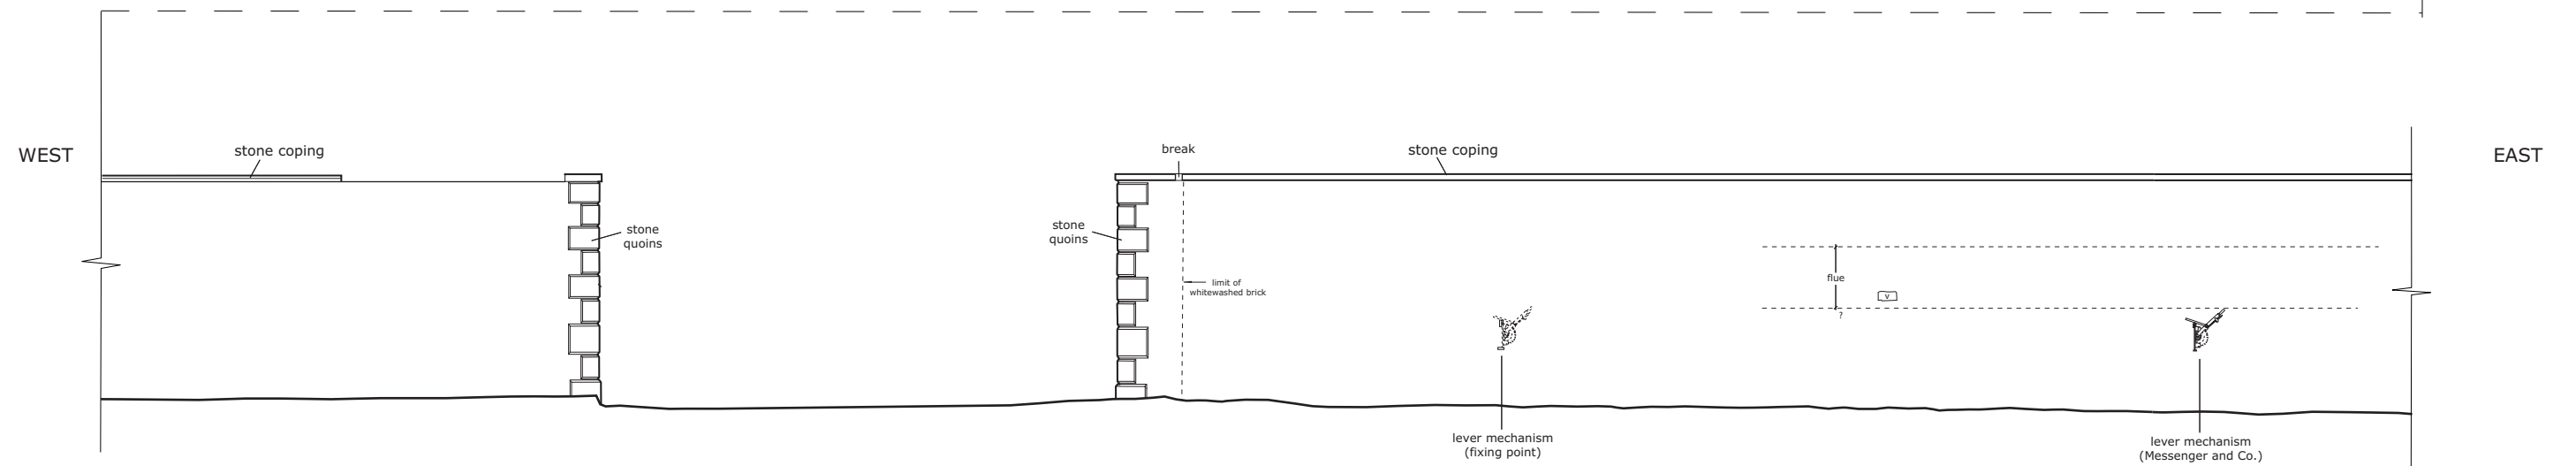 WEST
stone coping
break
stone coping
EAST
stone
quoins
stone
quoins
limit of
whitewashed brick
flue
v
?
lever mechanism
(fixing point)
lever mechanism
(Messenger and Co.)